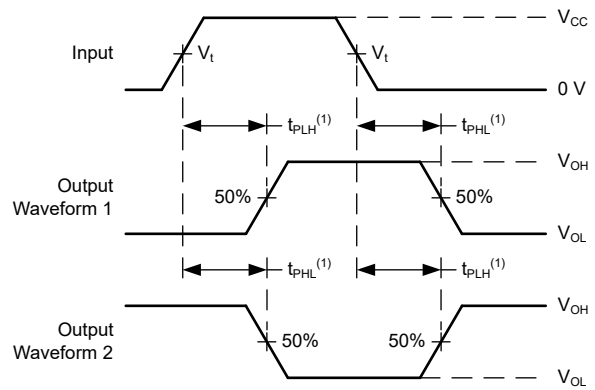 V_CC
Input
V_t
V_t
0 V
t_PLH^(1)
t_PHL^(1)
V_OH
Output
Waveform 1
50%
50%
V_OL
t_PHL^(1)
t_PLH^(1)
V_OH
Output
Waveform 2
50%
50%
V_OL